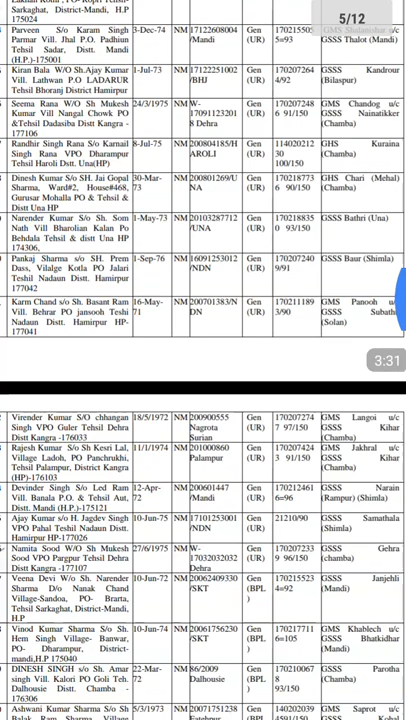 Sarkaghat, District-Mandi, H.P 175024
5/12
Parveen S/o Karam Singh Parmar Vill. Jhal P.O. Padhiun Tehsil Sadar, Distt. Mandi (H.P.)-175001 3-Dec-74 NM 17122608004 /Mandi Gen (UR) 5=93 GSSS Thalot (Mandi)
Kiran Bala W/O Sh.Ajay Kumar Vill. Lathwan P.O LADARUR Tehsil Bhoranj District Hamirpur 1-Jul-73 NM 17122251002 /BHJ Gen (UR) 170207264 4/92 GSSS Kandrour (Bilaspur)
Seema Rana W/O Sh Mukesh Kumar Vill Nangal Chowk PO &Tehsil Dadasiba Distt Kangra - 177106 24/3/1975 NM W-17091123201 8 Dehra Gen (UR) 170207248 6 91/150 GMS Chandog u/c GSSS Nainatikker (Chamba)
Randhir Singh Rana S/o Karnail Singh Rana VPO Dharampur Tehsil Haroli Dstt. Una(HP) 8-Jul-75 NM 200804185/H AROLI Gen (UR) 114020212 30 100/150 GHS Kuraina (Chamba)
Dinesh Kumar S/O SH. Jai Gopal Sharma, Ward#2, House#468, Gurusar Mohalla PO & Tehsil & Distt Una HP 30-Mar-73 NM 200801269/U NA Gen (UR) 170218773 6 90/150 GHS Chari (Mehal) (Chamba)
Narender Kumar S/o Sh. Som Nath Vill Bharolian Kalan Po Behdala Tehsil & distt Una HP 174306, 1-May-73 NM 20103287712 /UNA Gen (UR) 170218835 0 93/150 GSSS Bathri (Una)
Pankaj Sharma s/o SH. Prem Dass, Vilalge Kotla PO Jalari Teshil Nadaun Distt. Hamirpur 177042 1-Sep-76 NM 16091253012 /NDN Gen (UR) 170207240 9/91 GSSS Baur (Shimla)
Karm Chand s/o Sh. Basant Ram Vill. Behrar PO jansooh Teshi Nadaun Distt. Hamirpur HP-177041 16-May-71 NM 200701383/N DN Gen (UR) 170211189 3/90 GMS Panooh GSSS (Solan)
3:31
Virender Kumar S/O chhangan Singh VPO Guler Tehsil Dehra Distt Kangra -176033 18/5/1972 NM 200900555 Nagrota Surian Gen (UR) 170207274 7 97/150 GMS Langoi u/c GSSS Kihar (Chamba)
Rajesh Kumar S/o Sh Kesri Lal, Village Ladoh, PO Panchrukhi, Tehsil Palampur, District Kangra (HP)-176103 11/1/1974 NM 201000860 Palampur Gen (UR) 170207424 3 91/150 GMS Jakhral u/c GSSS Kihar (Chamba)
Devinder Singh s/o Led Ram Vill. Banala P.O. & Tehsil Aut, Distt. Mandi (H.P.)-175121 12-Apr-72 NM 200601447 /Mandi Gen (UR) 170212461 6=96 GSSS Narain (Rampur) (Shimla)
Ajay Kumar s/o H. Jagdev Singh VPO Pahal Teshil Nadaun Distt. Hamirpur HP-177026 10-Jun-75 NM 17101253001 /NDN Gen (UR) 21210/90 GSSS Samathala (Shimla)
Namita Sood W/O Sh Mukesh Sood VPO Pargpur Tehsil Dehra Distt Kangra -177107 27/6/1975 NM W-17032032032 Dehra Gen (UR) 170207233 9 96/150 GSSS Gehra (chamba)
Veena Devi W/o Sh. Narender Sharma D/o Nanak Chand Village-Sandoa, PO- Brarta, Tehsil Sarkaghat, District-Mandi, H.P 10-Jun-72 NM 20062409330 /SKT Gen (BPL ) 170215523 4=92 GSSS Janjehli (Mandi)
Vinod Kumar Sharma S/o Sh. Hem Singh Village- Banwar, PO- Dharampur, District-mandi,H.P 175040 10-Jun-74 NM 20061756230 /SKT Gen (BPL ) 170217711 6=105 GMS Khablech u/c GSSS Bhatkidhar (Mandi)
DINESH SINGH s/o Sh. Amar singh Vill. Kalori PO Goli Teh. Dalhousie Distt. Chamba - 176306 22-Mar-72 NM 86/2009 Dalhousie Gen (BPL ) 170210067 8 93/150 GSSS Parotha (Chamba)
Ashwani Kumar Sharma S/o Sh 5/3/1973 NM 20071751238 Gen 140202039 GMS Saprot u/c